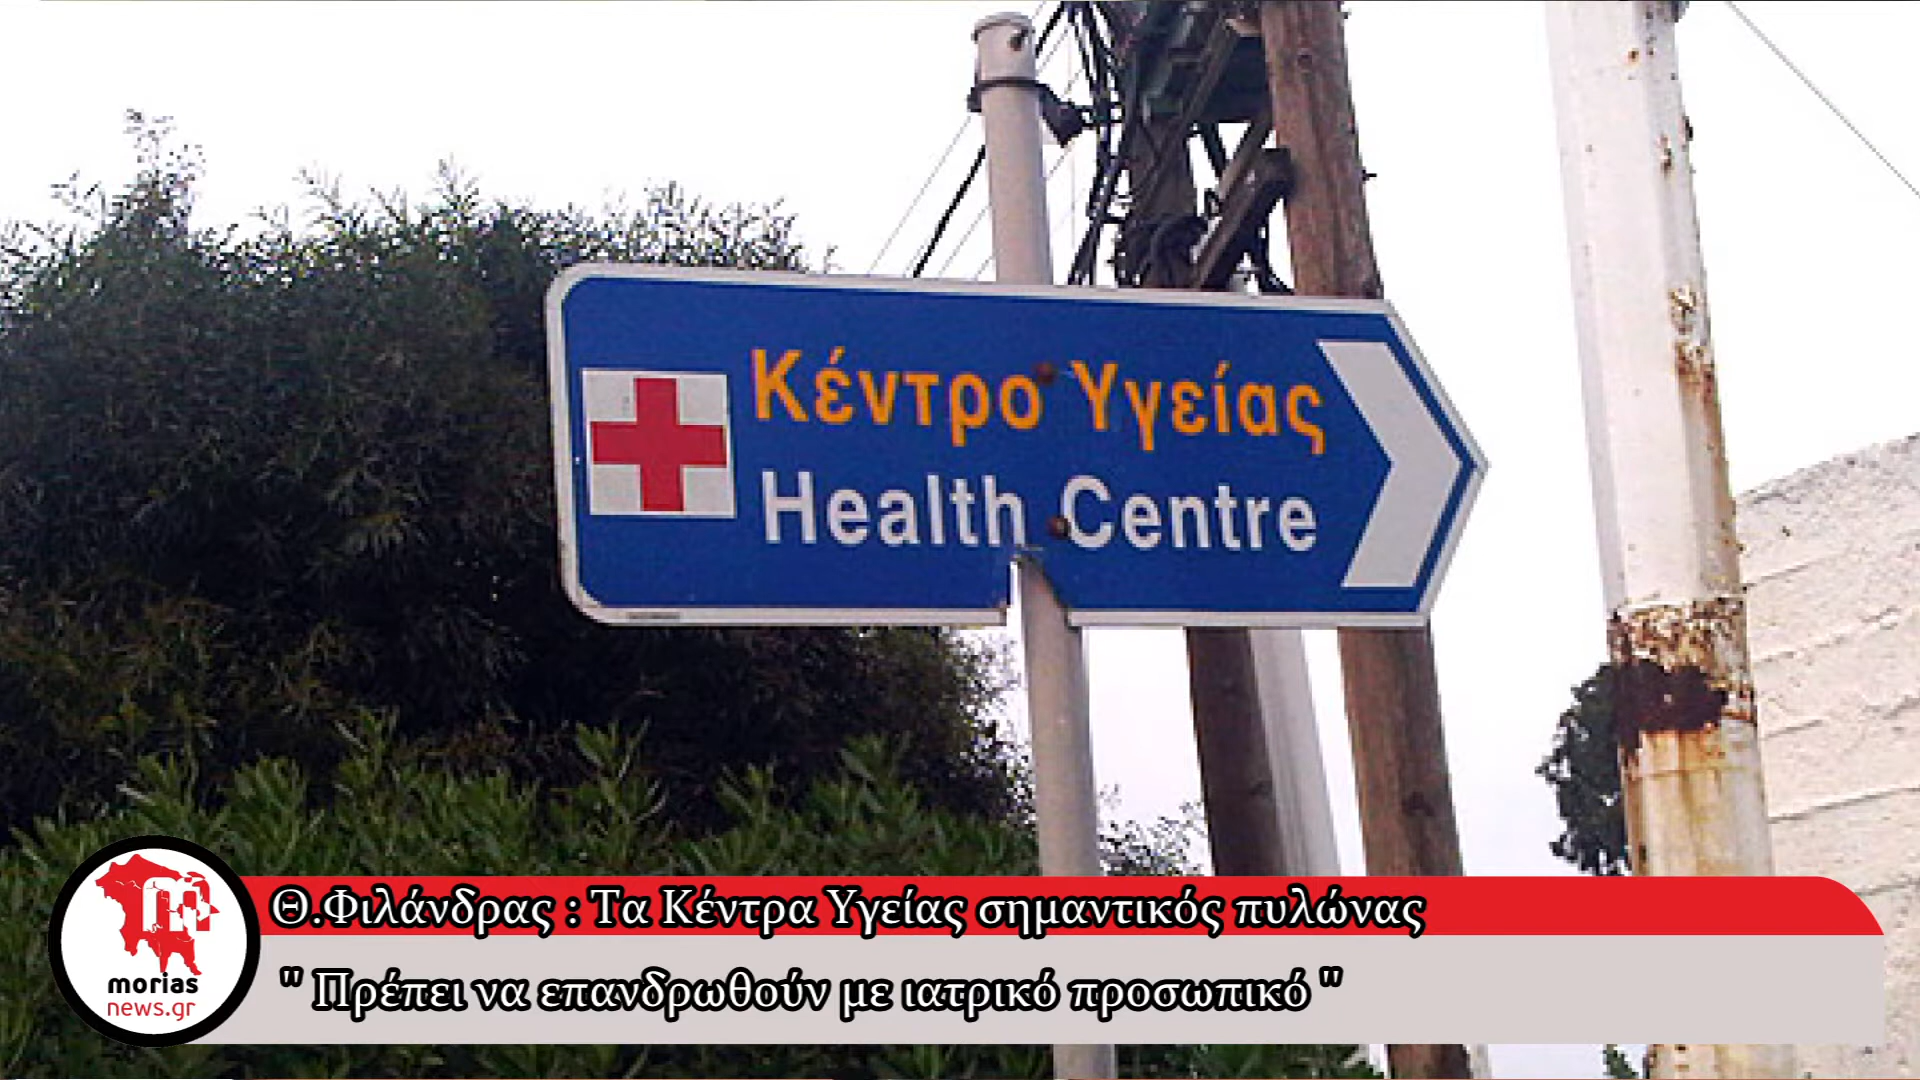 Κέντρο Υγείας
Health Centre
Θ.Φιλάνδρας : Τα Κέντρα Υγείας σημαντικός πυλώνας
" Πρέπει να επανδρωθούν με ιατρικό προσωπικό "
morias
news.gr